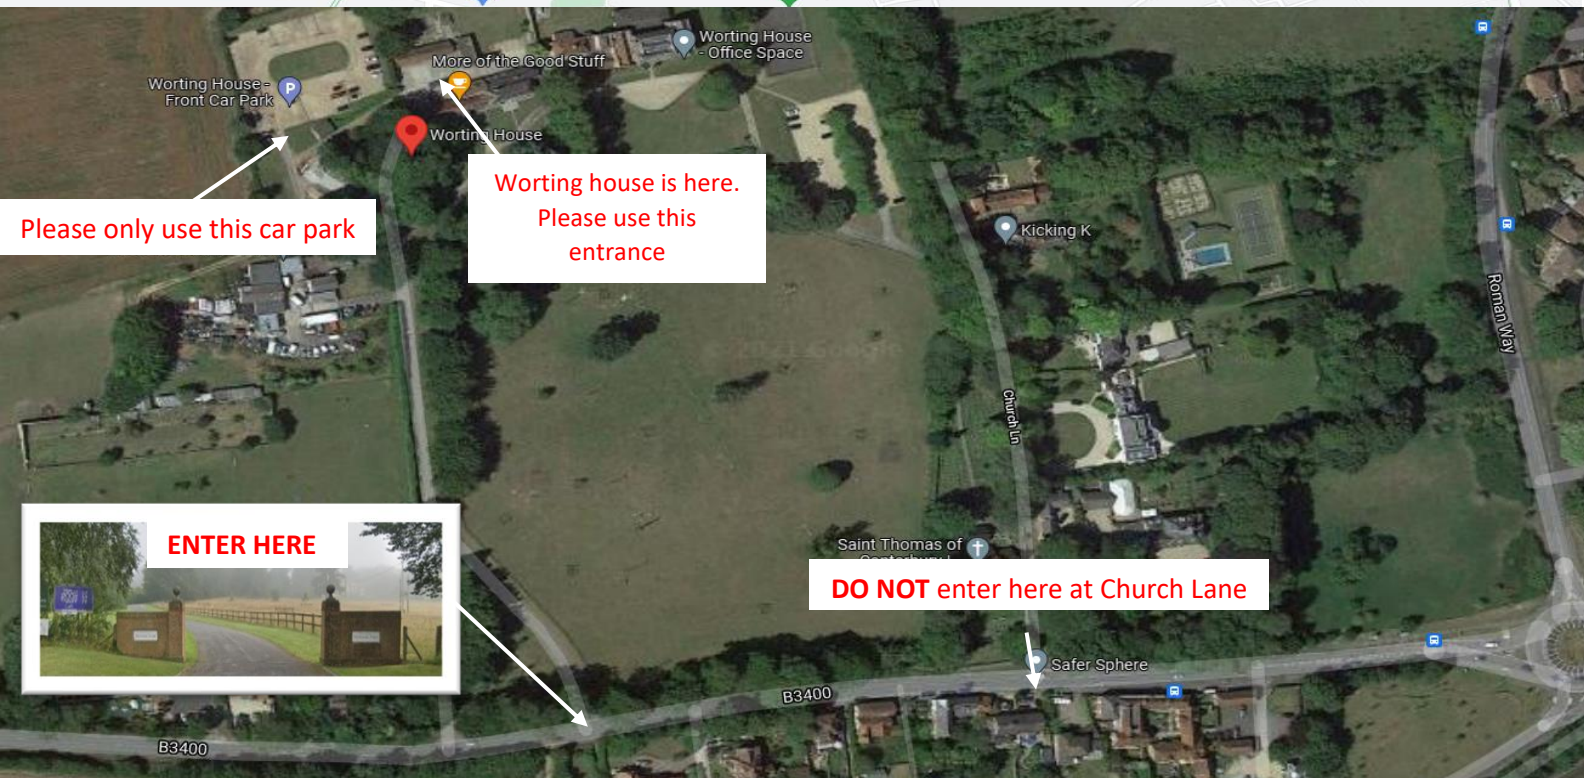 Worting House
- Office Space
More of the Good Stuff
Worting House -
Front Car Park
P
Worting House
Worting house is here.
Please use this
entrance
Please only use this car park
Kicking K
Roman Way
Church Ln
ENTER HERE
Saint Thomas of
DO NOT enter here at Church Lane
Safer Sphere
B3400
B3400